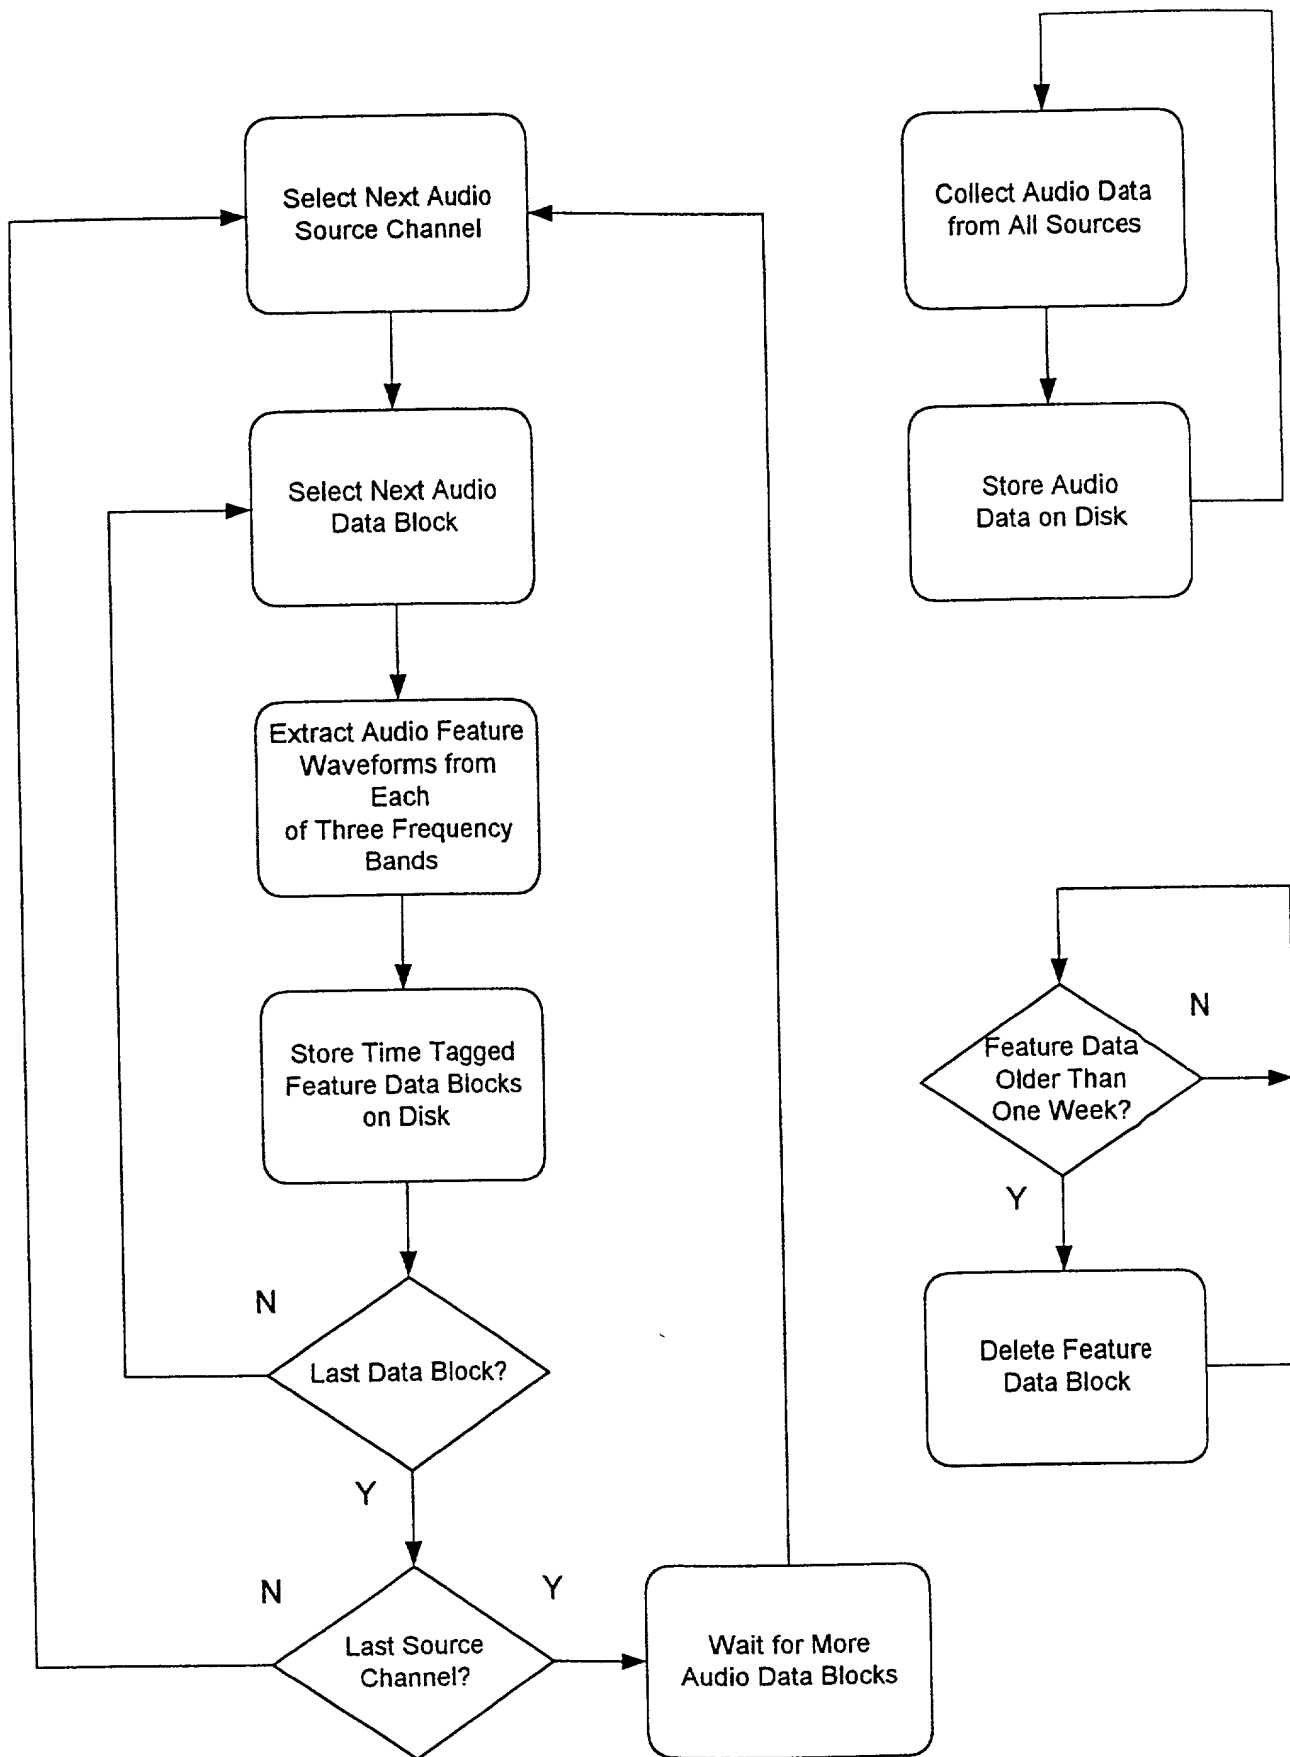 Select Next Audio
Source Channel
Select Next Audio
Data Block
Extract Audio Feature
Waveforms from
Each
of Three Frequency
Bands
Store Time Tagged
Feature Data Blocks
on Disk
N
Last Data Block?
Y
N
Last Source
Channel?
Y
Wait for More
Audio Data Blocks
Collect Audio Data
from All Sources
Store Audio
Data on Disk
Feature Data
Older Than
One Week?
N
Y
Delete Feature
Data Block